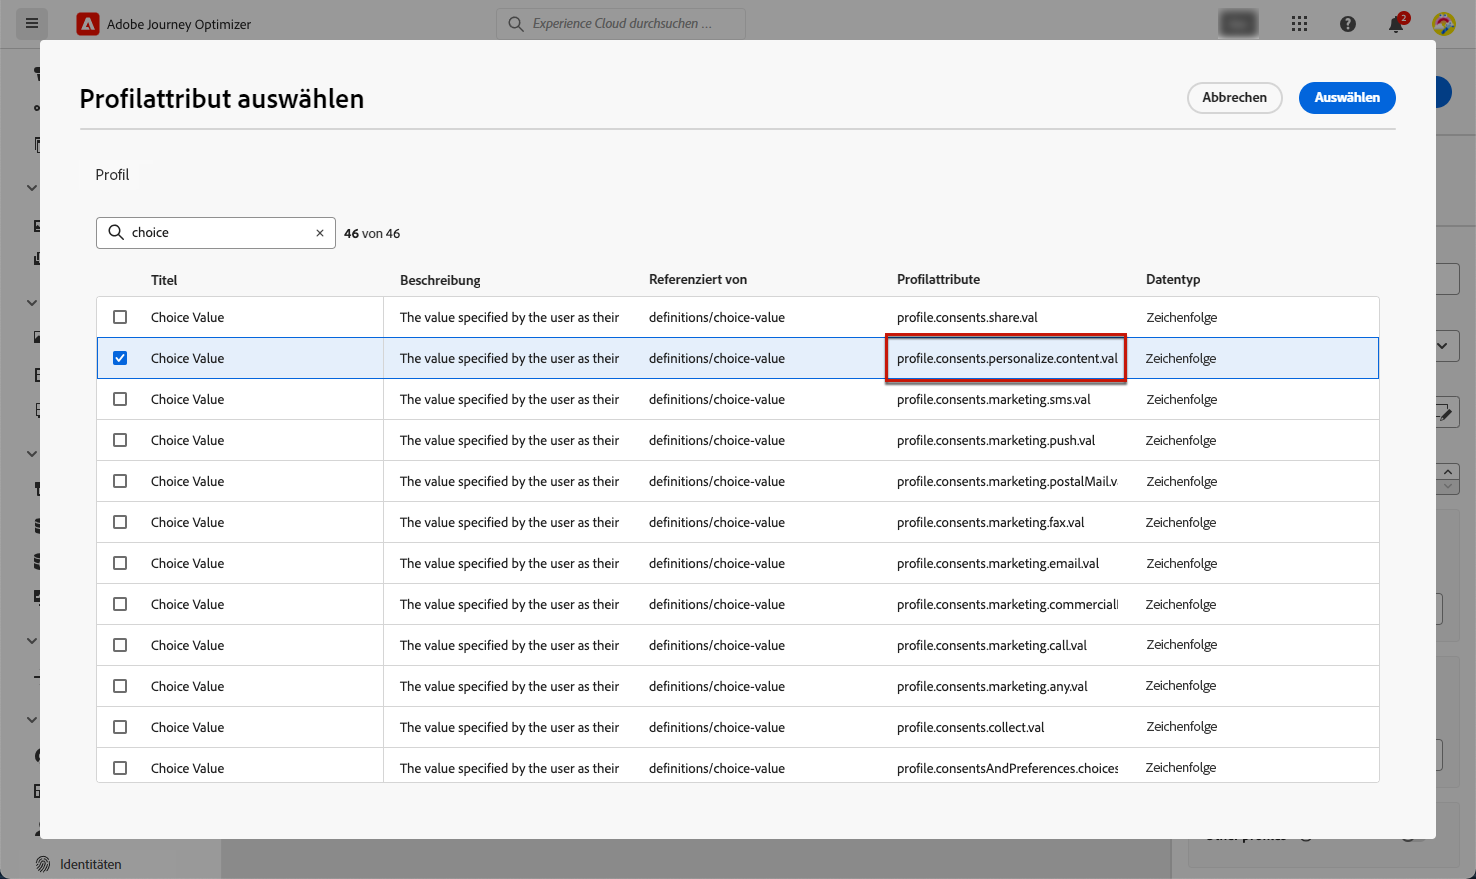 Adobe Journey Optimizer
Experience Cloud durchsuchen ...
2
Profilattribut auswählen
Abbrechen
Auswählen
Profil
choice
46 von 46
Titel Beschreibung Referenziert von Profilattribute Datentyp
Choice Value The value specified by the user as their definitions/choice-value profile.consents.share.val Zeichenfolge
Choice Value The value specified by the user as their definitions/choice-value profile.consents.personalize.content.val Zeichenfolge
Choice Value The value specified by the user as their definitions/choice-value profile.consents.marketing.sms.val Zeichenfolge
Choice Value The value specified by the user as their definitions/choice-value profile.consents.marketing.push.val Zeichenfolge
Choice Value The value specified by the user as their definitions/choice-value profile.consents.marketing.postalMail.v Zeichenfolge
Choice Value The value specified by the user as their definitions/choice-value profile.consents.marketing.fax.val Zeichenfolge
Choice Value The value specified by the user as their definitions/choice-value profile.consents.marketing.email.val Zeichenfolge
Choice Value The value specified by the user as their definitions/choice-value profile.consents.marketing.commercial Zeichenfolge
Choice Value The value specified by the user as their definitions/choice-value profile.consents.marketing.call.val Zeichenfolge
Choice Value The value specified by the user as their definitions/choice-value profile.consents.marketing.any.val Zeichenfolge
Choice Value The value specified by the user as their definitions/choice-value profile.consents.collect.val Zeichenfolge
Choice Value The value specified by the user as their definitions/choice-value profile.consentsAndPreferences.choices Zeichenfolge
Identitäten